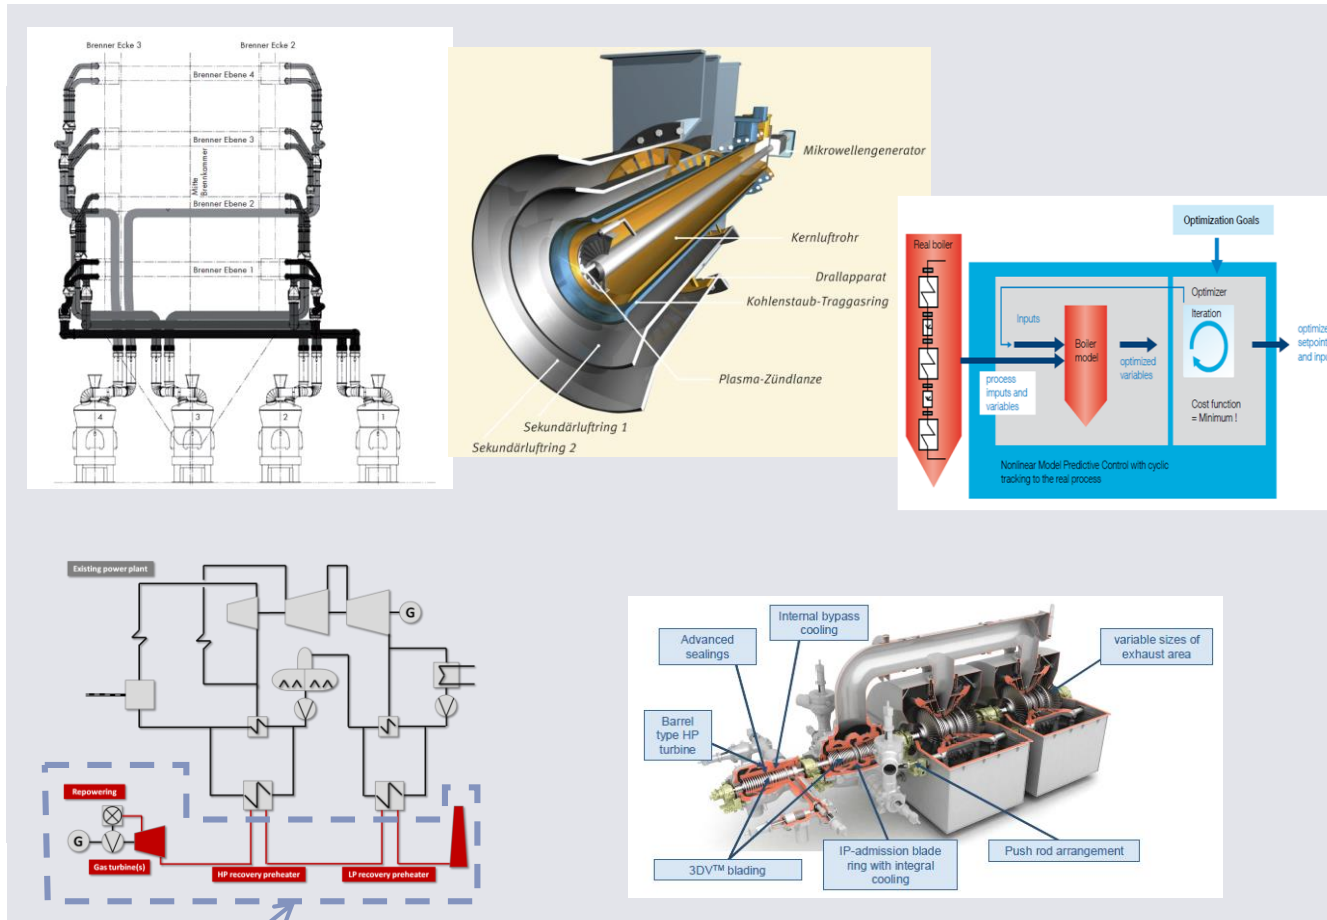 Brenner Ecke 3
Brenner Ecke 2
Brenner Ebene 4
Brenner Ebene 3
Mitte
Brennkammer
Brenner Ebene 2
Brenner Ebene 1
4
3
2
1
Mikrowellengenerator
Kernluftrohr
Drallapparat
Kohlenstaub-Traggasring
Plasma-Zündlanze
Sekundärluftring 1
Sekundärluftring 2
Optimization Goals
Real boiler
Optimizer
Iteration
Inputs
Boiler
model
optimized
variables
process
imputs and
variables
optimize
setpoint
and inpu
Cost function
= Minimum !
Nonlinear Model Predictive Control with cyclic
tracking to the real process
Existing power plant
G
Repowering
G
Gas turbine(s)
HP recovery preheater
LP recovery preheater
Internal bypass
cooling
Advanced
sealings
variable sizes of
exhaust area
Barrel
type HP
turbine
3DV™ blading
IP-admission blade
ring with integral
cooling
Push rod arrangement